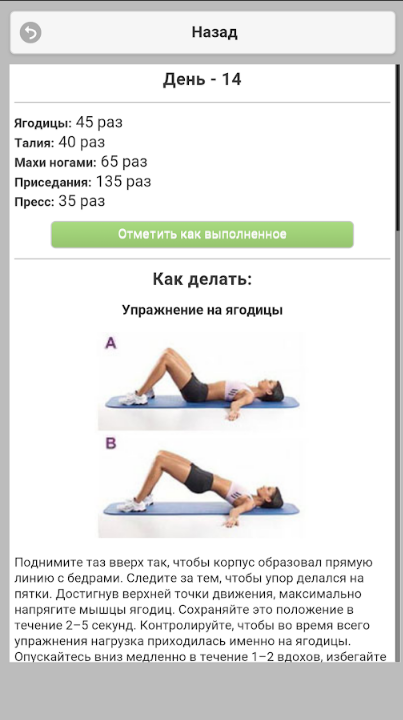 Назад
День - 14
Ягодицы: 45 раз
Талия: 40 раз
Махи ногами: 65 раз
Приседания: 135 раз
Пресс: 35 раз
Отметить как выполненное
Как делать:
Упражнение на ягодицы
A
B
Поднимите таз вверх так, чтобы корпус образовал прямую
линию с бедрами. Следите за тем, чтобы упор делался на
пятки. Достигнув верхней точки движения, максимально
напрягите мышцы ягодиц. Сохраняйте это положение в
течение 2–5 секунд. Контролируйте, чтобы во время всего
упражнения нагрузка приходилась именно на ягодицы.
Опускайтесь вниз медленно в течение 1–2 вдохов, избегайте